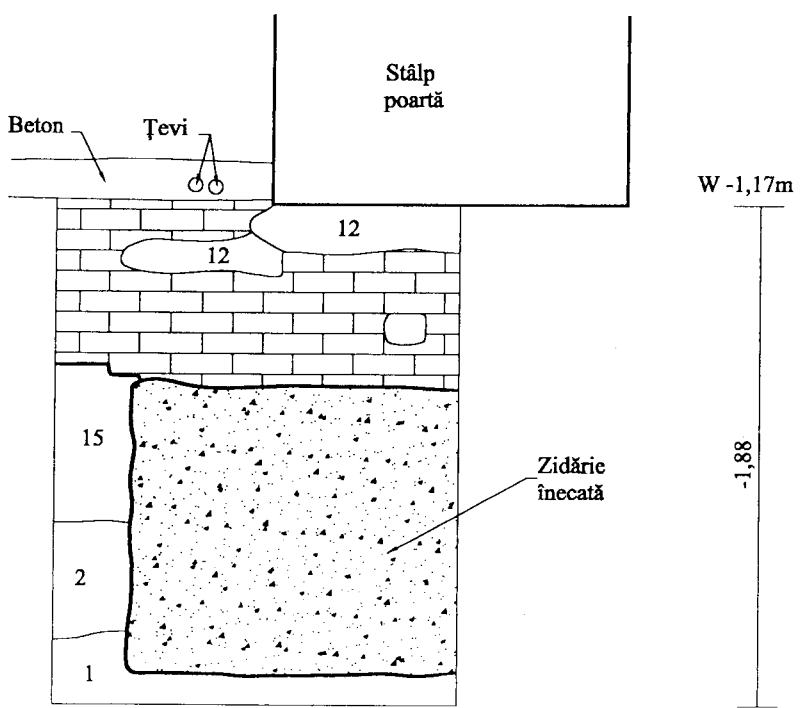 Stâlp
poartă
Beton
Țevi
W -1,17m
12
12
15
Zidărie
înecată
-1,88
2
1